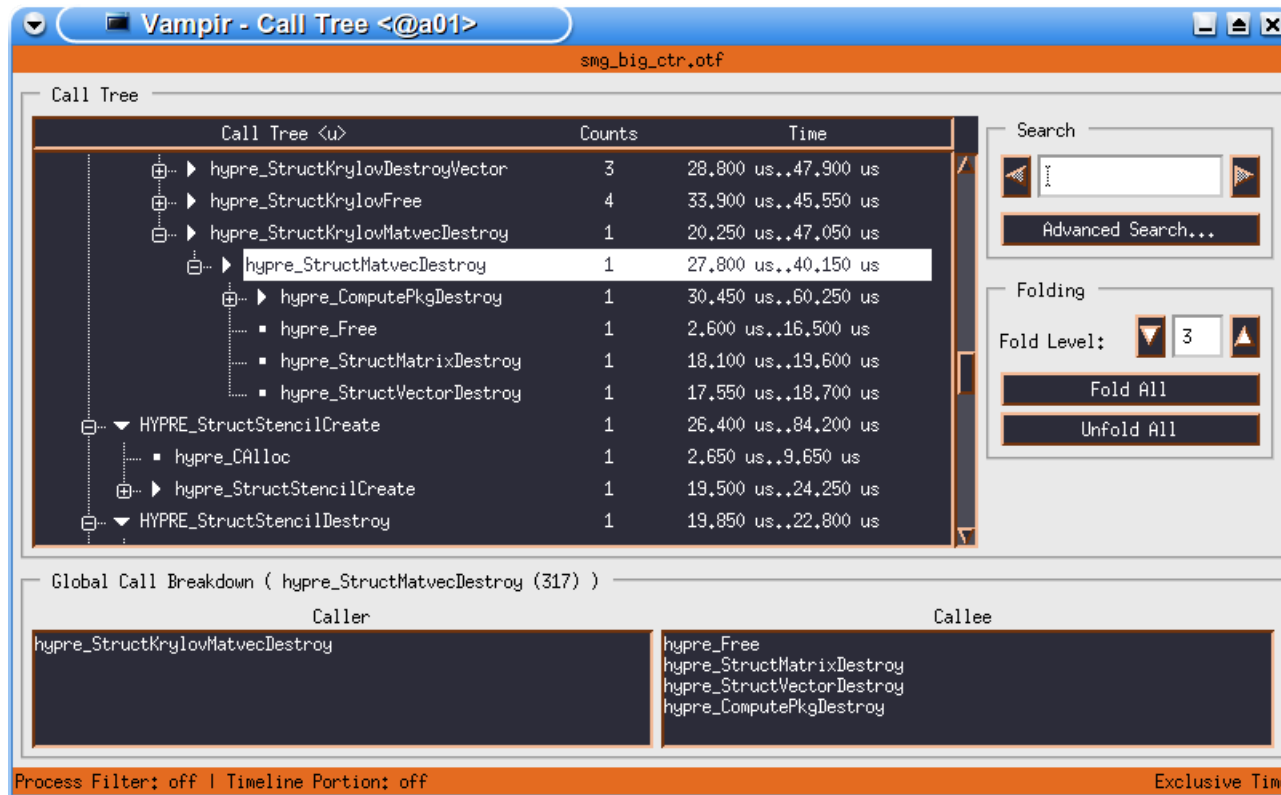 Vampir - Call Tree <@a01>
smg_big_ctr.otf
Call Tree
Call Tree <u> Counts Time
hypre_StructKrylovDestroyVector 3 28.800 us..47.900 us
hypre_StructKrylovFree 4 33.900 us..45.550 us
hypre_StructKrylovMatvecDestroy 1 20.250 us..47.050 us
hypre_StructMatvecDestroy 1 27.800 us..40.150 us
hypre_ComputePkgDestroy 1 30.450 us..60.250 us
hypre_Free 1 2.600 us..16.500 us
hypre_StructMatrixDestroy 1 18.100 us..19.600 us
hypre_StructVectorDestroy 1 17.550 us..18.700 us
HYPRE_StructStencilCreate 1 26.400 us..84.200 us
hypre_CAlloc 1 2.650 us..9.650 us
hypre_StructStencilCreate 1 19.500 us..24.250 us
HYPRE_StructStencilDestroy 1 19.850 us..22.800 us
Search
Advanced Search...
Folding
Fold Level: 3
Fold All
Unfold All
Global Call Breakdown ( hypre_StructMatvecDestroy (317) )
Caller
hypre_StructKrylovMatvecDestroy
Callee
hypre_Free
hypre_StructMatrixDestroy
hypre_StructVectorDestroy
hypre_ComputePkgDestroy
Process Filter: off | Timeline Portion: off
Exclusive Tim